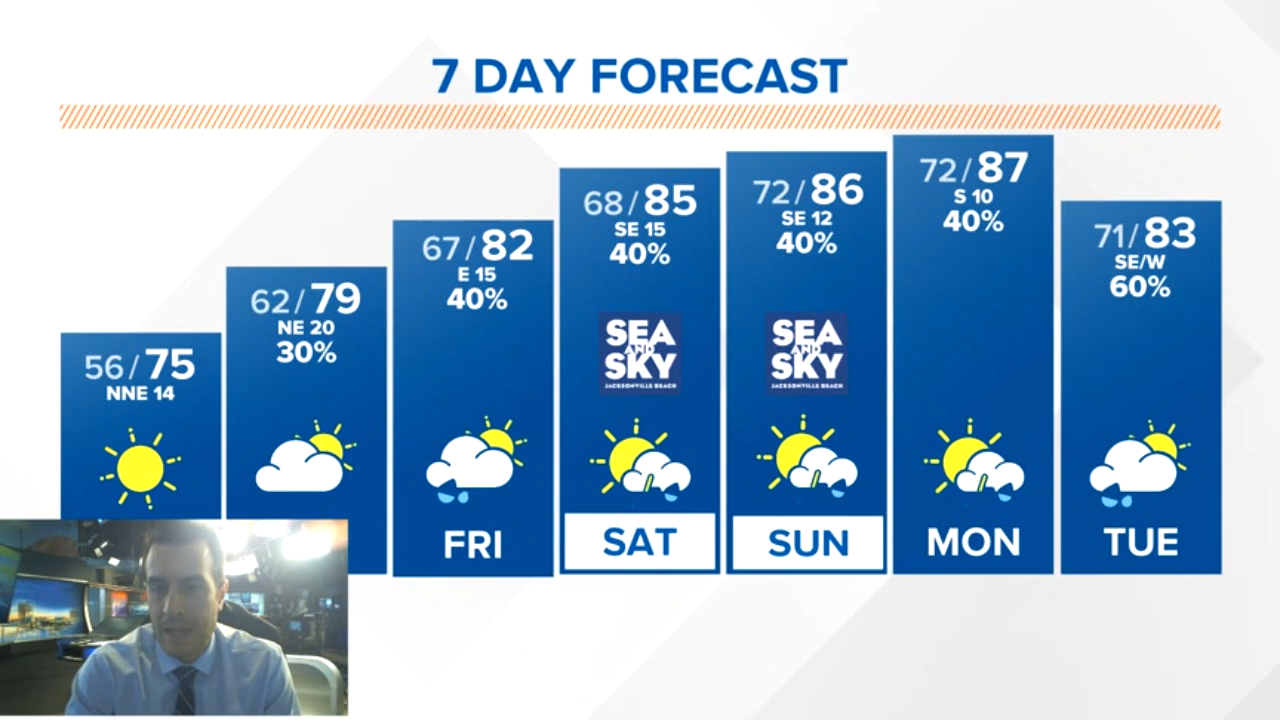 7 DAY FORECAST
56/75
NNE 14
62/79
NE 20
30%
67/82
E 15
40%
FRI
68/85
SE 15
40%
SEA
AND
SKY
JACKSONVILLE BEACH
SAT
72/86
SE 12
40%
SEA
AND
SKY
JACKSONVILLE BEACH
SUN
72/87
S 10
40%
MON
71/83
SE/W
60%
TUE